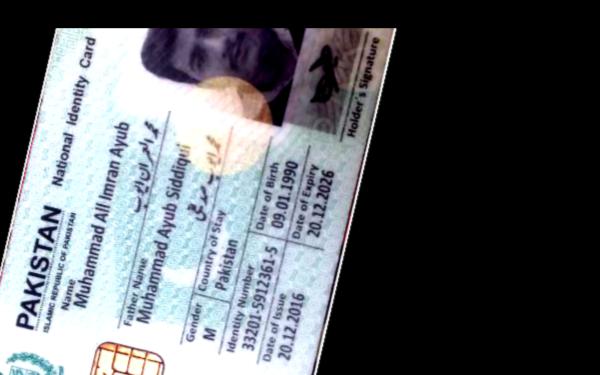 PAKISTAN National Identity Card
ISLAMIC REPUBLIC OF PAKISTAN
Name
Muhammad Ali Imran Ayub
محمد علی عمران ایوب
Father Name
Muhammad Ayub Siddiqui
محمد ایوب صدیقی
Gender Country of Stay
M Pakistan
Identity Number Date of Birth
33201-5912361-5 09.01.1990
Date of Issue Date of Expiry
20.12.2016 20.12.2026
Holder's Signature